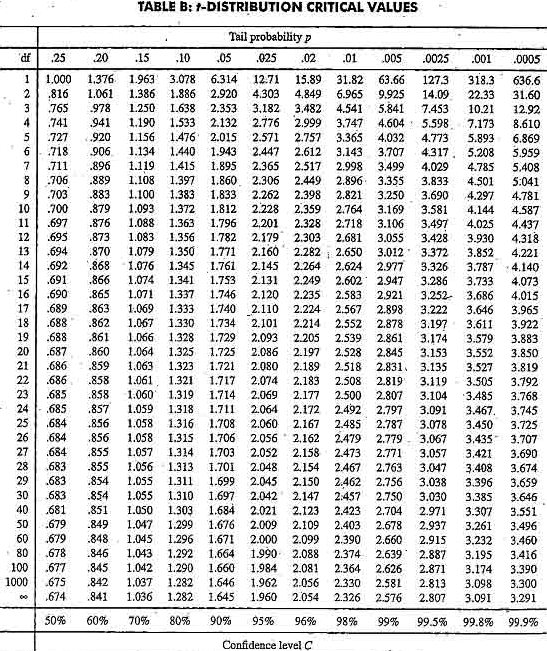 TABLE B: t-DISTRIBUTION CRITICAL VALUES
Tail probability p
df .25 .20 .15 .10 .05 .025 .02 .01 .005 .0025 .001 .0005
1 1.000 1.376 1.963 3.078 6.314 12.71 15.89 31.82 63.66 127.3 318.3 636.6
2 .816 1.061 1.386 1.886 2.920 4.303 4.849 6.965 9.925 14.09 22.33 31.60
3 .765 .978 1.250 1.638 2.353 3.182 3.482 4.541 5.841 7.453 10.21 12.92
4 .741 .941 1.190 1.533 2.132 2.776 2.999 3.747 4.604 5.598 7.173 8.610
5 .727 .920 1.156 1.476 2.015 2.571 2.757 3.365 4.032 4.773 5.893 6.869
6 .718 .906 1.134 1.440 1.943 2.447 2.612 3.143 3.707 4.317 5.208 5.959
7 .711 .896 1.119 1.415 1.895 2.365 2.517 2.998 3.499 4.029 4.785 5.408
8 .706 .889 1.108 1.397 1.860 2.306 2.449 2.896 3.355 3.833 4.501 5.041
9 .703 .883 1.100 1.383 1.833 2.262 2.398 2.821 3.250 3.690 4.297 4.781
10 .700 .879 1.093 1.372 1.812 2.228 2.359 2.764 3.169 3.581 4.144 4.587
11 .697 .876 1.088 1.363 1.796 2.201 2.328 2.718 3.106 3.497 4.025 4.437
12 .695 .873 1.083 1.356 1.782 2.179 2.303 2.681 3.055 3.428 3.930 4.318
13 .694 .870 1.079 1.350 1.771 2.160 2.282 2.650 3.012 3.372 3.852 4.221
14 .692 .868 1.076 1.345 1.761 2.145 2.264 2.624 2.977 3.326 3.787 4.140
15 .691 .866 1.074 1.341 1.753 2.131 2.249 2.602 2.947 3.286 3.733 4.073
16 .690 .865 1.071 1.337 1.746 2.120 2.235 2.583 2.921 3.252 3.686 4.015
17 .689 .863 1.069 1.333 1.740 2.110 2.224 2.567 2.898 3.222 3.646 3.965
18 .688 .862 1.067 1.330 1.734 2.101 2.214 2.552 2.878 3.197 3.611 3.922
19 .688 .861 1.066 1.328 1.729 2.093 2.205 2.539 2.861 3.174 3.579 3.883
20 .687 .860 1.064 1.325 1.725 2.086 2.197 2.528 2.845 3.153 3.552 3.850
21 .686 .859 1.063 1.323 1.721 2.080 2.189 2.518 2.831 3.135 3.527 3.819
22 .686 .858 1.061 1.321 1.717 2.074 2.183 2.508 2.819 3.119 3.505 3.792
23 .685 .858 1.060 1.319 1.714 2.069 2.177 2.500 2.807 3.104 3.485 3.768
24 .685 .857 1.059 1.318 1.711 2.064 2.172 2.492 2.797 3.091 3.467 3.745
25 .684 .856 1.058 1.316 1.708 2.060 2.167 2.485 2.787 3.078 3.450 3.725
26 .684 .856 1.058 1.315 1.706 2.056 2.162 2.479 2.779 3.067 3.435 3.707
27 .684 .855 1.057 1.314 1.703 2.052 2.158 2.473 2.771 3.057 3.421 3.690
28 .683 .855 1.056 1.313 1.701 2.048 2.154 2.467 2.763 3.047 3.408 3.674
29 .683 .854 1.055 1.311 1.699 2.045 2.150 2.462 2.756 3.038 3.396 3.659
30 .683 .854 1.055 1.310 1.697 2.042 2.147 2.457 2.750 3.030 3.385 3.646
40 .681 .851 1.050 1.303 1.684 2.021 2.123 2.423 2.704 2.971 3.307 3.551
50 .679 .849 1.047 1.299 1.676 2.009 2.109 2.403 2.678 2.937 3.261 3.496
60 .679 .848 1.045 1.296 1.671 2.000 2.099 2.390 2.660 2.915 3.232 3.460
80 .678 .846 1.043 1.292 1.664 1.990 2.088 2.374 2.639 2.887 3.195 3.416
100 .677 .845 1.042 1.290 1.660 1.984 2.081 2.364 2.626 2.871 3.174 3.390
1000 .675 .842 1.037 1.282 1.646 1.962 2.056 2.330 2.581 2.813 3.098 3.300
∞ .674 .841 1.036 1.282 1.645 1.960 2.054 2.326 2.576 2.807 3.091 3.291
50% 60% 70% 80% 90% 95% 96% 98% 99% 99.5% 99.8% 99.9%
Confidence level C